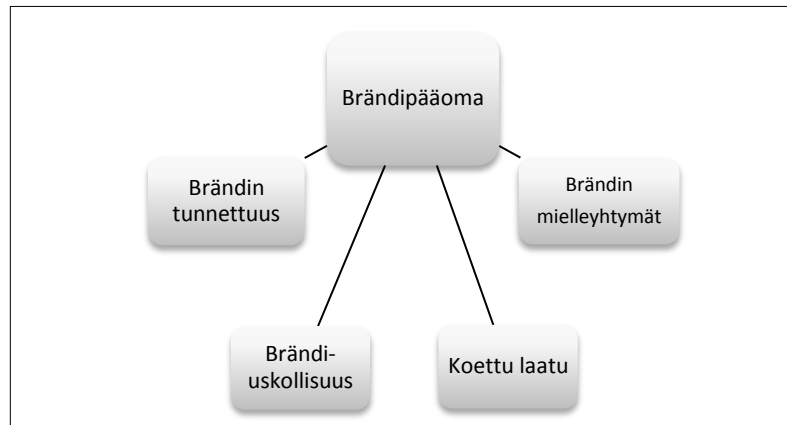 Brändipääoma
Brändin
tunnettuus
Brändin
mielleyhtymät
Brändi-
uskollisuus
Koettu laatu